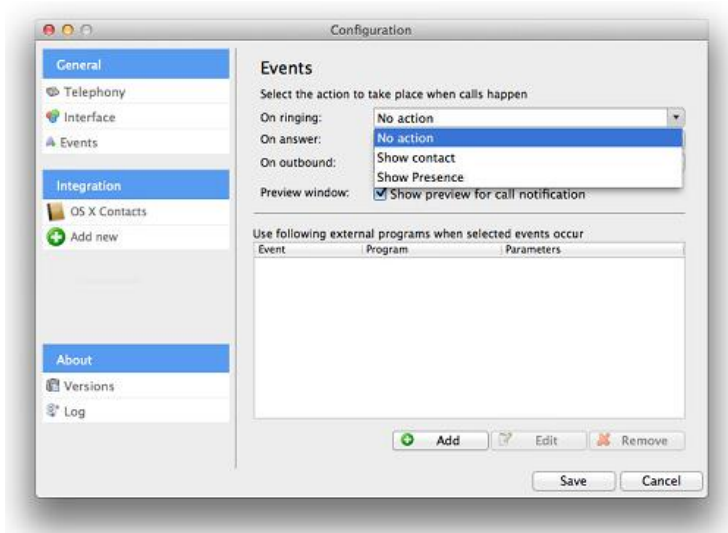 Configuration
General
Telephony
Interface
Events
Integration
OS X Contacts
Add new
About
Versions
Log
Events
Select the action to take place when calls happen
On ringing: No action
On answer: No action
Show contact
On outbound:
Show Presence
Preview window: Show preview for call notification
Use following external programs when selected events occur
Event Program Parameters
Add Edit Remove
Save Cancel